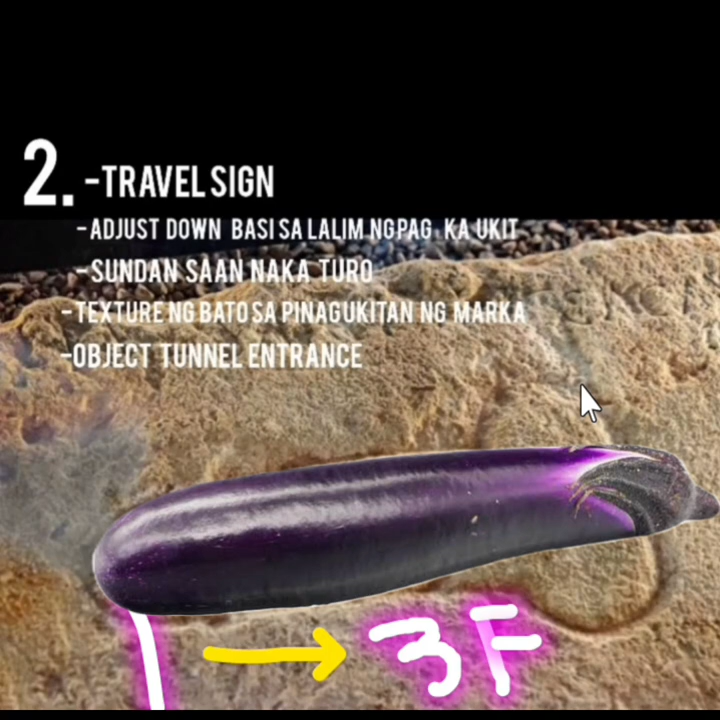 2. -TRAVEL SIGN
-ADJUST DOWN BASI SA LALIM NGPAG. KA UKIT
-SUNDAN SAAN NAKA TURO
-TEXTURE NG BATO SA PINAGUKITAN NG MARKA
-OBJECT TUNNEL ENTRANCE
3F